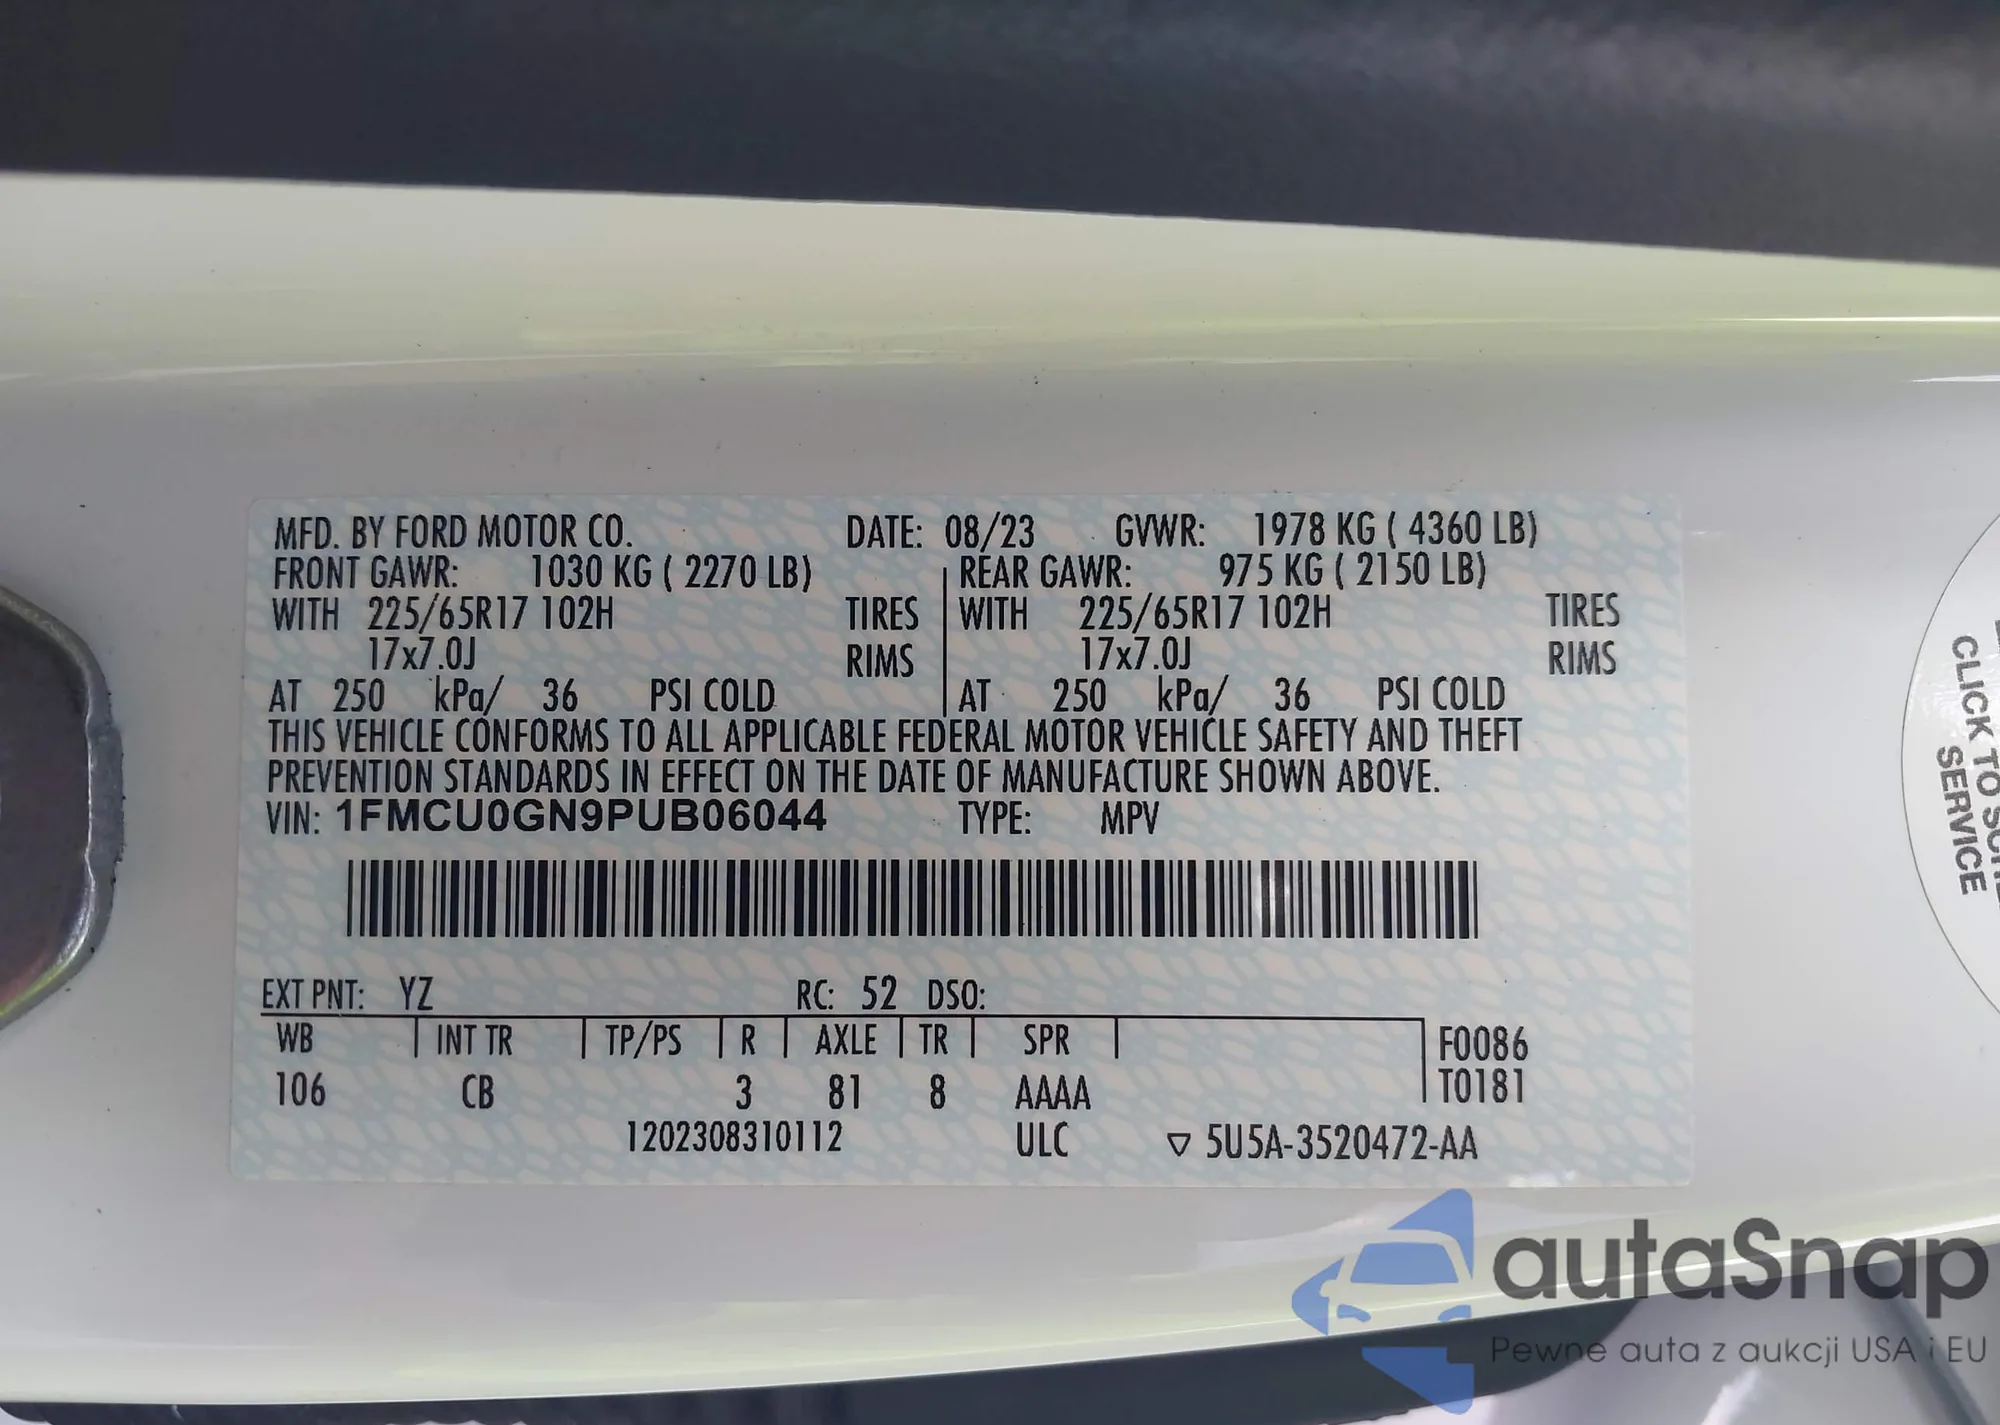 MFD. BY FORD MOTOR CO. DATE: 08/23 GVWR: 1978 KG ( 4360 LB)
FRONT GAWR: 1030 KG ( 2270 LB) REAR GAWR: 975 KG ( 2150 LB)
WITH 225/65R17 102H TIRES WITH 225/65R17 102H TIRES
17x7.0J RIMS 17x7.0J RIMS
AT 250 kPa/ 36 PSI COLD AT 250 kPa/ 36 PSI COLD
THIS VEHICLE CONFORMS TO ALL APPLICABLE FEDERAL MOTOR VEHICLE SAFETY AND THEFT
PREVENTION STANDARDS IN EFFECT ON THE DATE OF MANUFACTURE SHOWN ABOVE.
VIN: 1FMCU0GN9PUB06044 TYPE: MPV
EXT PNT: YZ RC: 52 DSO:
WB INT TR TP/PS R AXLE TR SPR F0086
106 CB 3 81 8 AAAA T0181
1202308310112 ULC ▽ 5U5A-3520472-AA
CLICK TO
SERVICE
autaSnap
Pewne auta z aukcji USA i EU